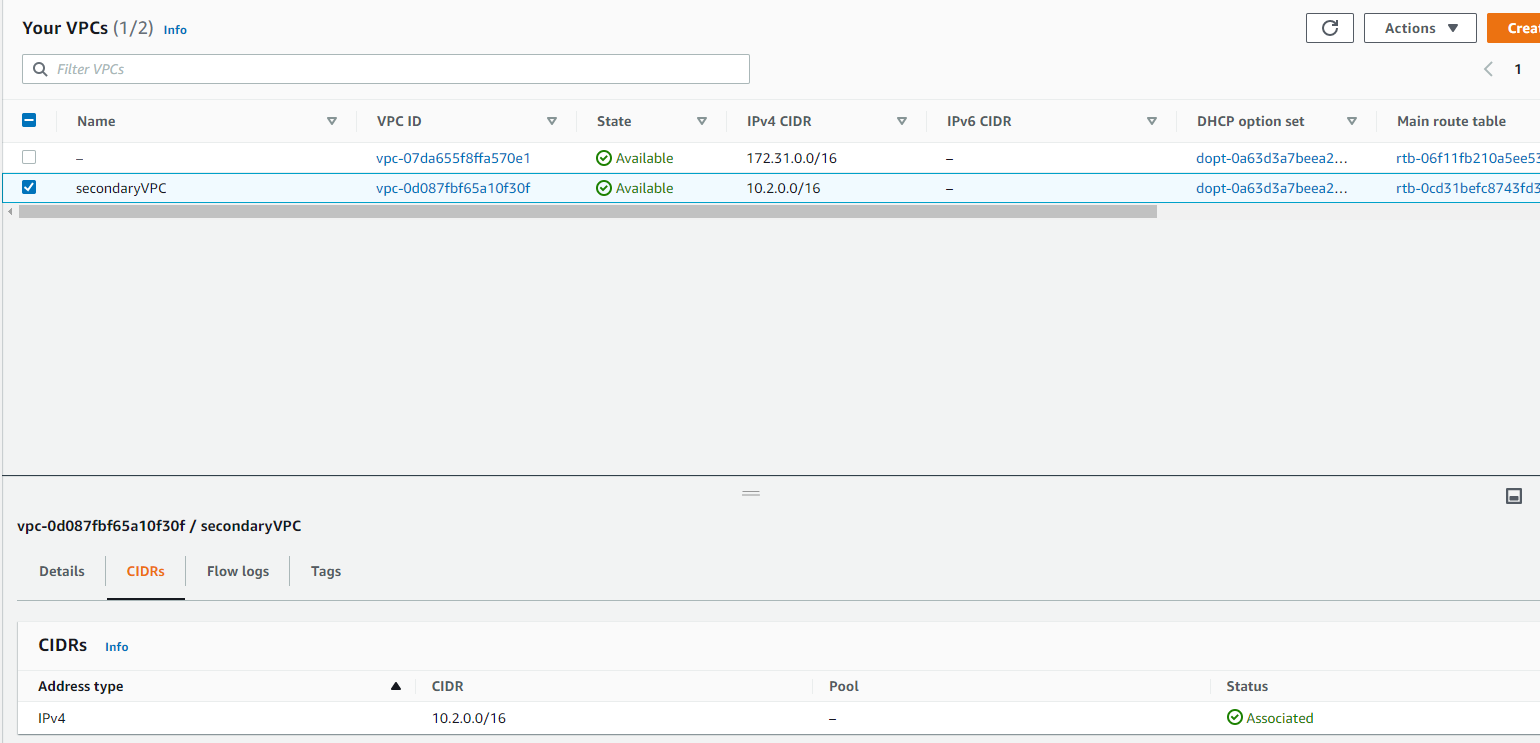 Your VPCs (1/2) Info
Actions
Filter VPCs
1
Name VPC ID State IPv4 CIDR IPv6 CIDR DHCP option set Main route table
– vpc-07da655f8ffa570e1 Available 172.31.0.0/16 – dopt-0a63d3a7beea2... rtb-06f11fb210a5ee53
secondaryVPC vpc-0d087fbf65a10f30f Available 10.2.0.0/16 – dopt-0a63d3a7beea2... rtb-0cd31befc8743fd3
vpc-0d087fbf65a10f30f / secondaryVPC
Details CIDRs Flow logs Tags
CIDRs Info
Address type CIDR Pool Status
IPv4 10.2.0.0/16 – Associated